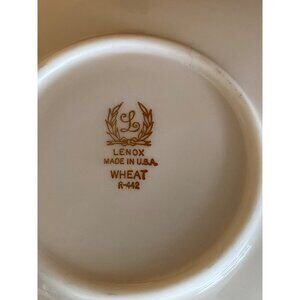 L
LENOX
MADE IN U.S.A.
WHEAT
R-442